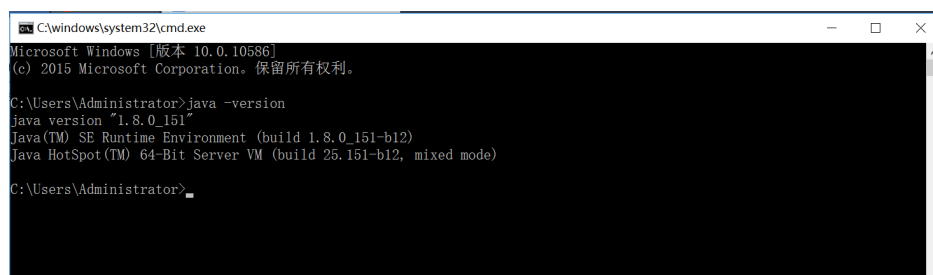 C:\windows\system32\cmd.exe
Microsoft Windows [版本 10.0.10586]
(c) 2015 Microsoft Corporation。保留所有权利。
C:\Users\Administrator>java -version
java version "1.8.0_151"
Java(TM) SE Runtime Environment (build 1.8.0_151-b12)
Java HotSpot(TM) 64-Bit Server VM (build 25.151-b12, mixed mode)
C:\Users\Administrator>